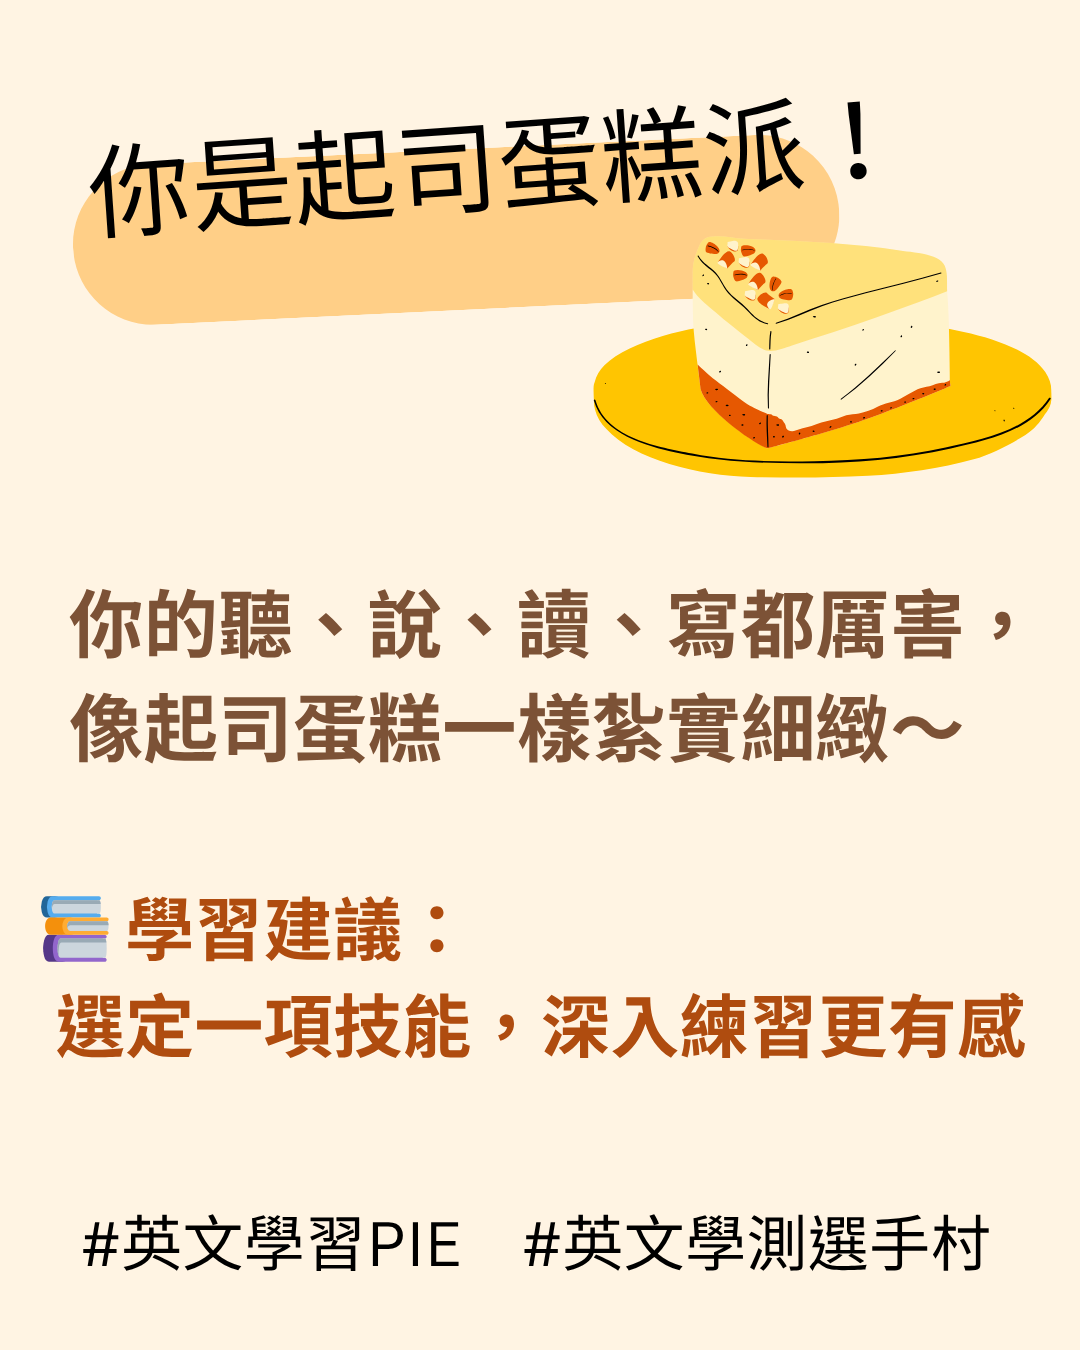 你是起司蛋糕派！
你的聽、說、讀、寫都厲害，
像起司蛋糕一樣紮實細緻～
學習建議：
選定一項技能，深入練習更有感
#英文學習PIE #英文學測選手村